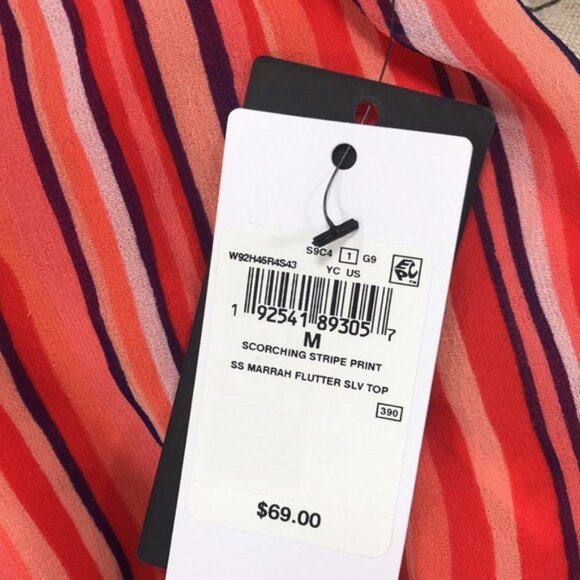 S9C4 1 G9
W92H45R4S43 YC US EPC™
1 92541 89305 7
M
SCORCHING STRIPE PRINT
SS MARRAH FLUTTER SLV TOP
390
$69.00